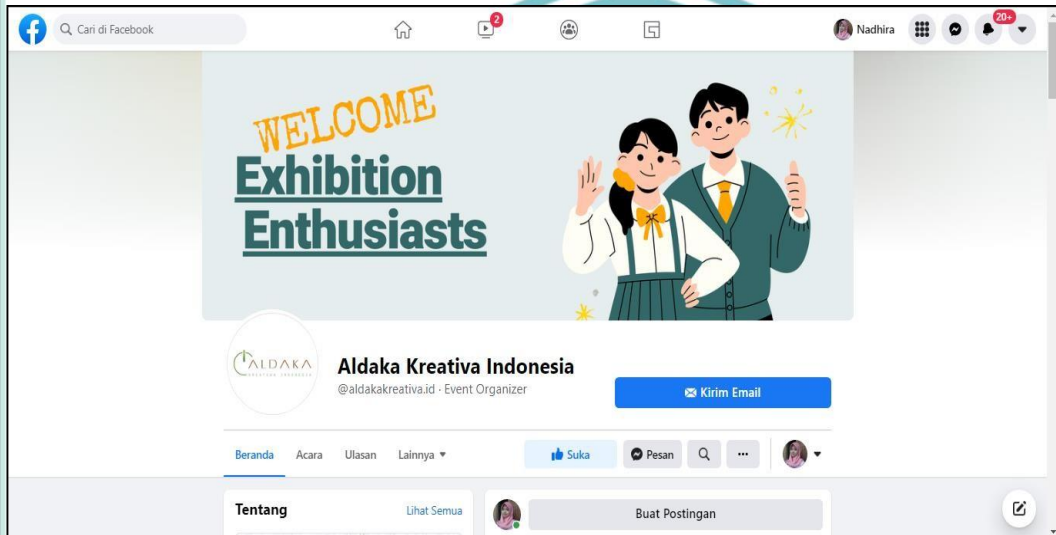 Cari di Facebook
2
Nadhira
20+
WELCOME
Exhibition
Enthusiasts
ALDAKA
Aldaka Kreativa Indonesia
@aldakakreativa.id · Event Organizer
Kirim Email
Beranda Acara Ulasan Lainnya
Suka
Pesan
Tentang
Lihat Semua
Buat Postingan